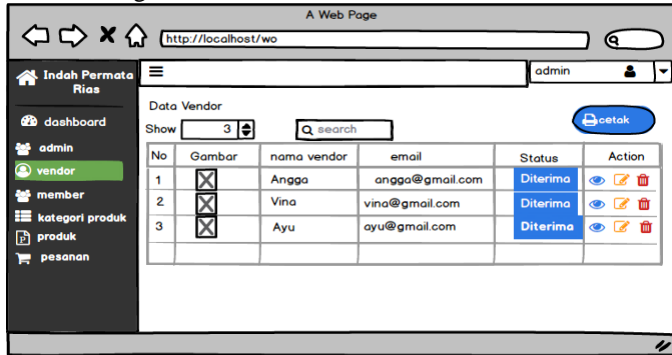 A Web Page
http://localhost/wo
Indah Permata
Rias
admin
dashboard
admin
vendor
member
kategori produk
produk
pesanan
Data Vendor
Show 3 search cetak
No Gambar nama vendor email Status Action
1 Angga angga@gmail.com Diterima
2 Vina vina@gmail.com Diterima
3 Ayu ayu@gmail.com Diterima